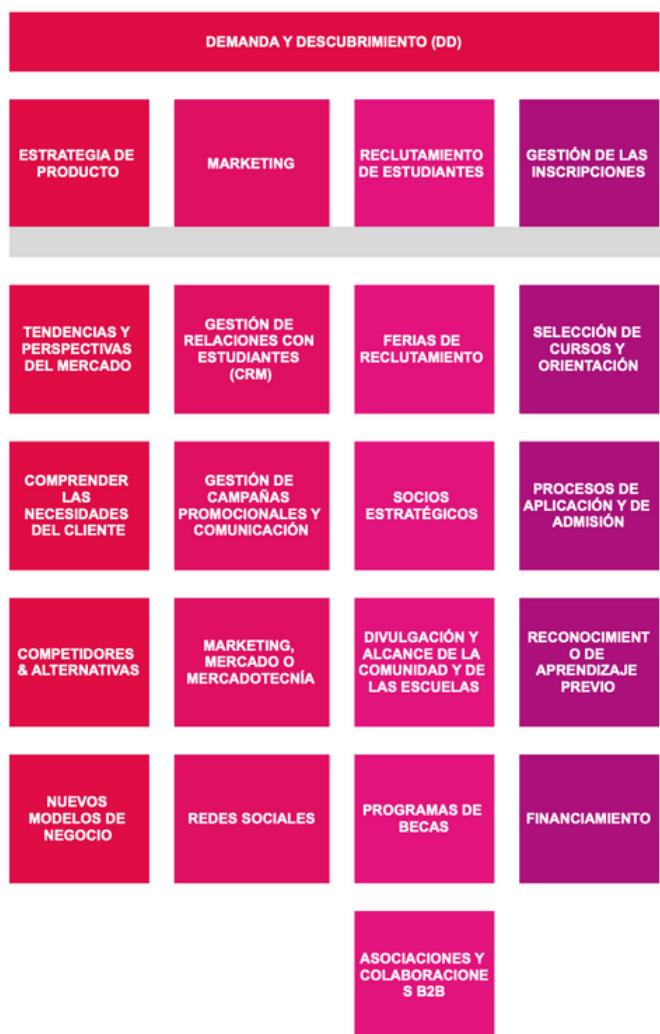 DEMANDA Y DESCUBRIMIENTO (DD)
ESTRATEGIA DE
PRODUCTO
MARKETING
RECLUTAMIENTO
DE ESTUDIANTES
GESTIÓN DE LAS
INSCRIPCIONES
TENDENCIAS Y
PERSPECTIVAS
DEL MERCADO
GESTIÓN DE
RELACIONES CON
ESTUDIANTES
(CRM)
FERIAS DE
RECLUTAMIENTO
SELECCIÓN DE
CURSOS Y
ORIENTACIÓN
COMPRENDER
LAS
NECESIDADES
DEL CLIENTE
GESTIÓN DE
CAMPAÑAS
PROMOCIONALES Y
COMUNICACIÓN
SOCIOS
ESTRATÉGICOS
PROCESOS DE
APLICACIÓN Y DE
ADMISIÓN
COMPETIDORES
& ALTERNATIVAS
MARKETING,
MERCADO O
MERCADOTECNÍA
DIVULGACIÓN Y
ALCANCE DE LA
COMUNIDAD Y DE
LAS ESCUELAS
RECONOCIMIENT
O DE
APRENDIZAJE
PREVIO
NUEVOS
MODELOS DE
NEGOCIO
REDES SOCIALES
PROGRAMAS DE
BECAS
FINANCIAMIENTO
ASOCIACIONES Y
COLABORACIONE
S B2B